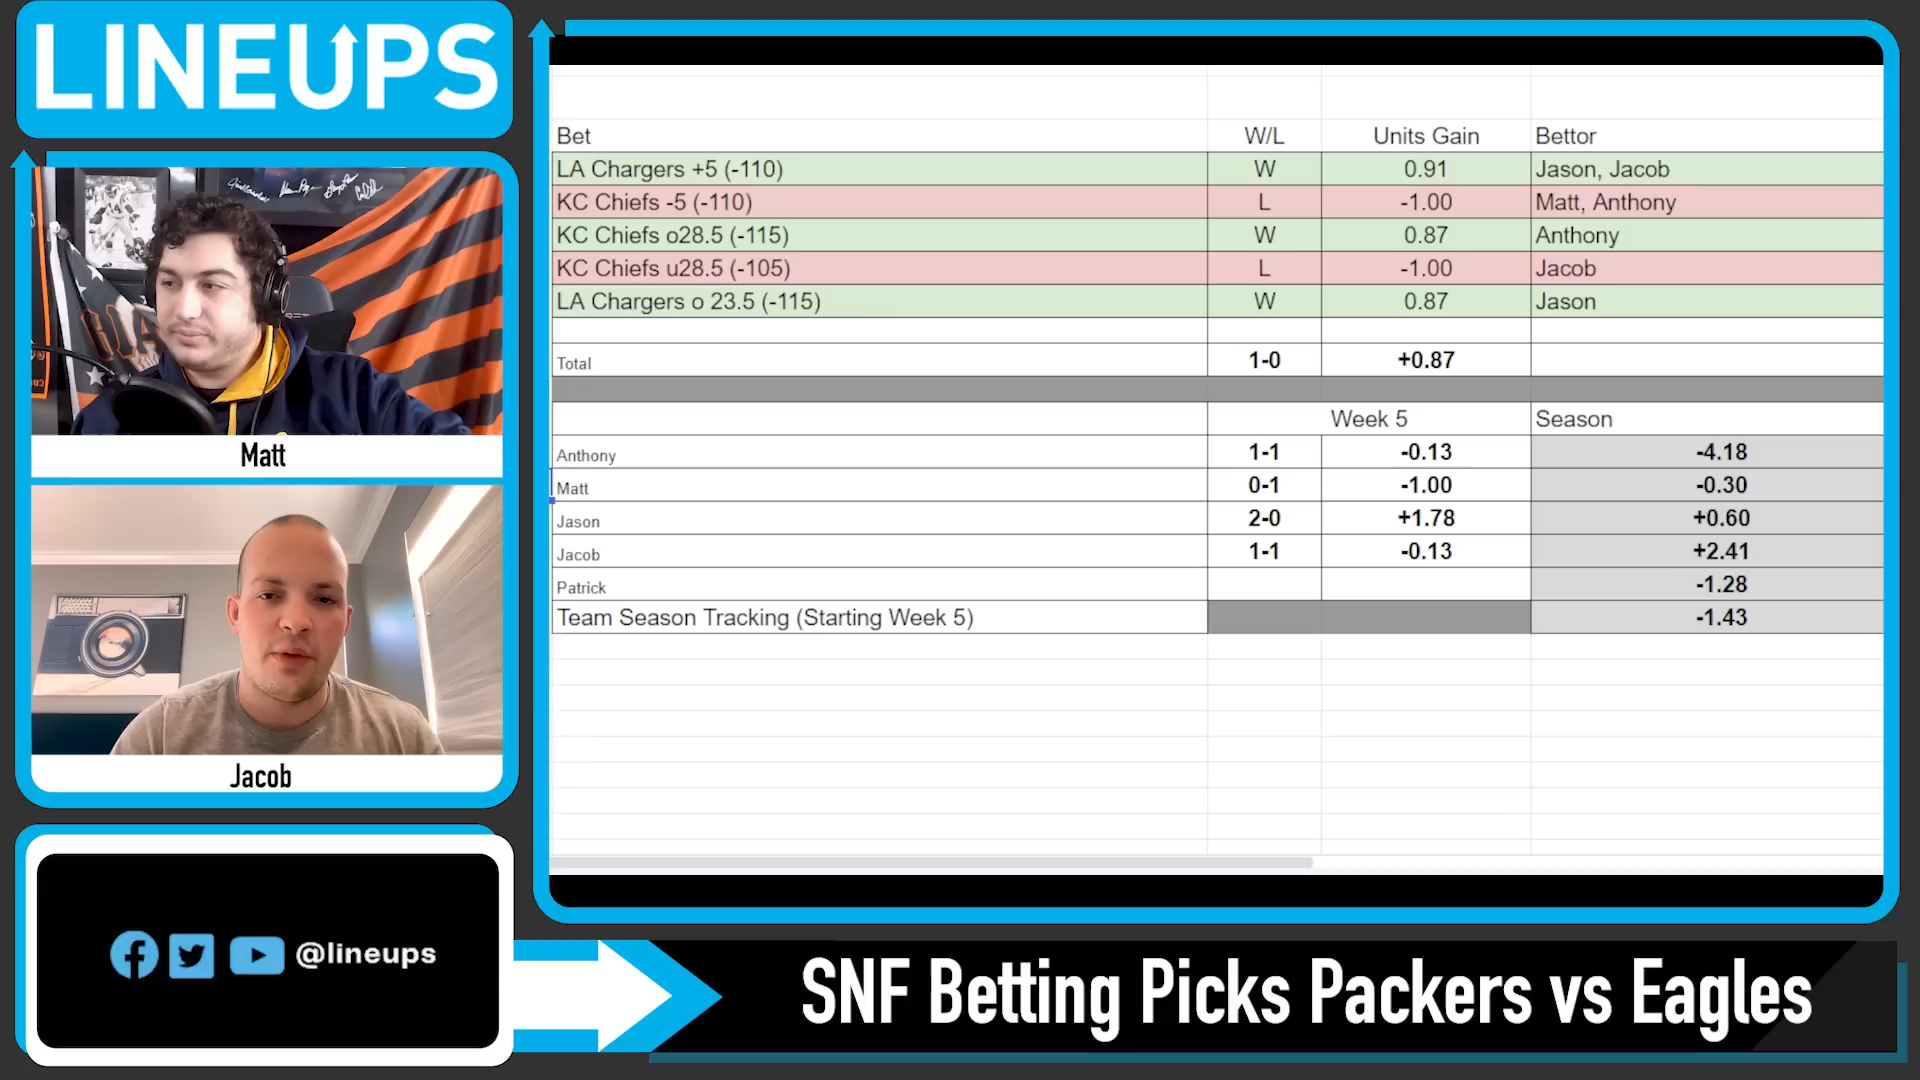 LINEUPS
Matt
Jacob
@lineups
Bet W/L Units Gain Bettor
LA Chargers +5 (-110) W 0.91 Jason, Jacob
KC Chiefs -5 (-110) L -1.00 Matt, Anthony
KC Chiefs o28.5 (-115) W 0.87 Anthony
KC Chiefs u28.5 (-105) L -1.00 Jacob
LA Chargers o 23.5 (-115) W 0.87 Jason
Total 1-0 +0.87
Week 5 Season
Anthony 1-1 -0.13 -4.18
Matt 0-1 -1.00 -0.30
Jason 2-0 +1.78 +0.60
Jacob 1-1 -0.13 +2.41
Patrick -1.28
Team Season Tracking (Starting Week 5) -1.43
SNF Betting Picks Packers vs Eagles